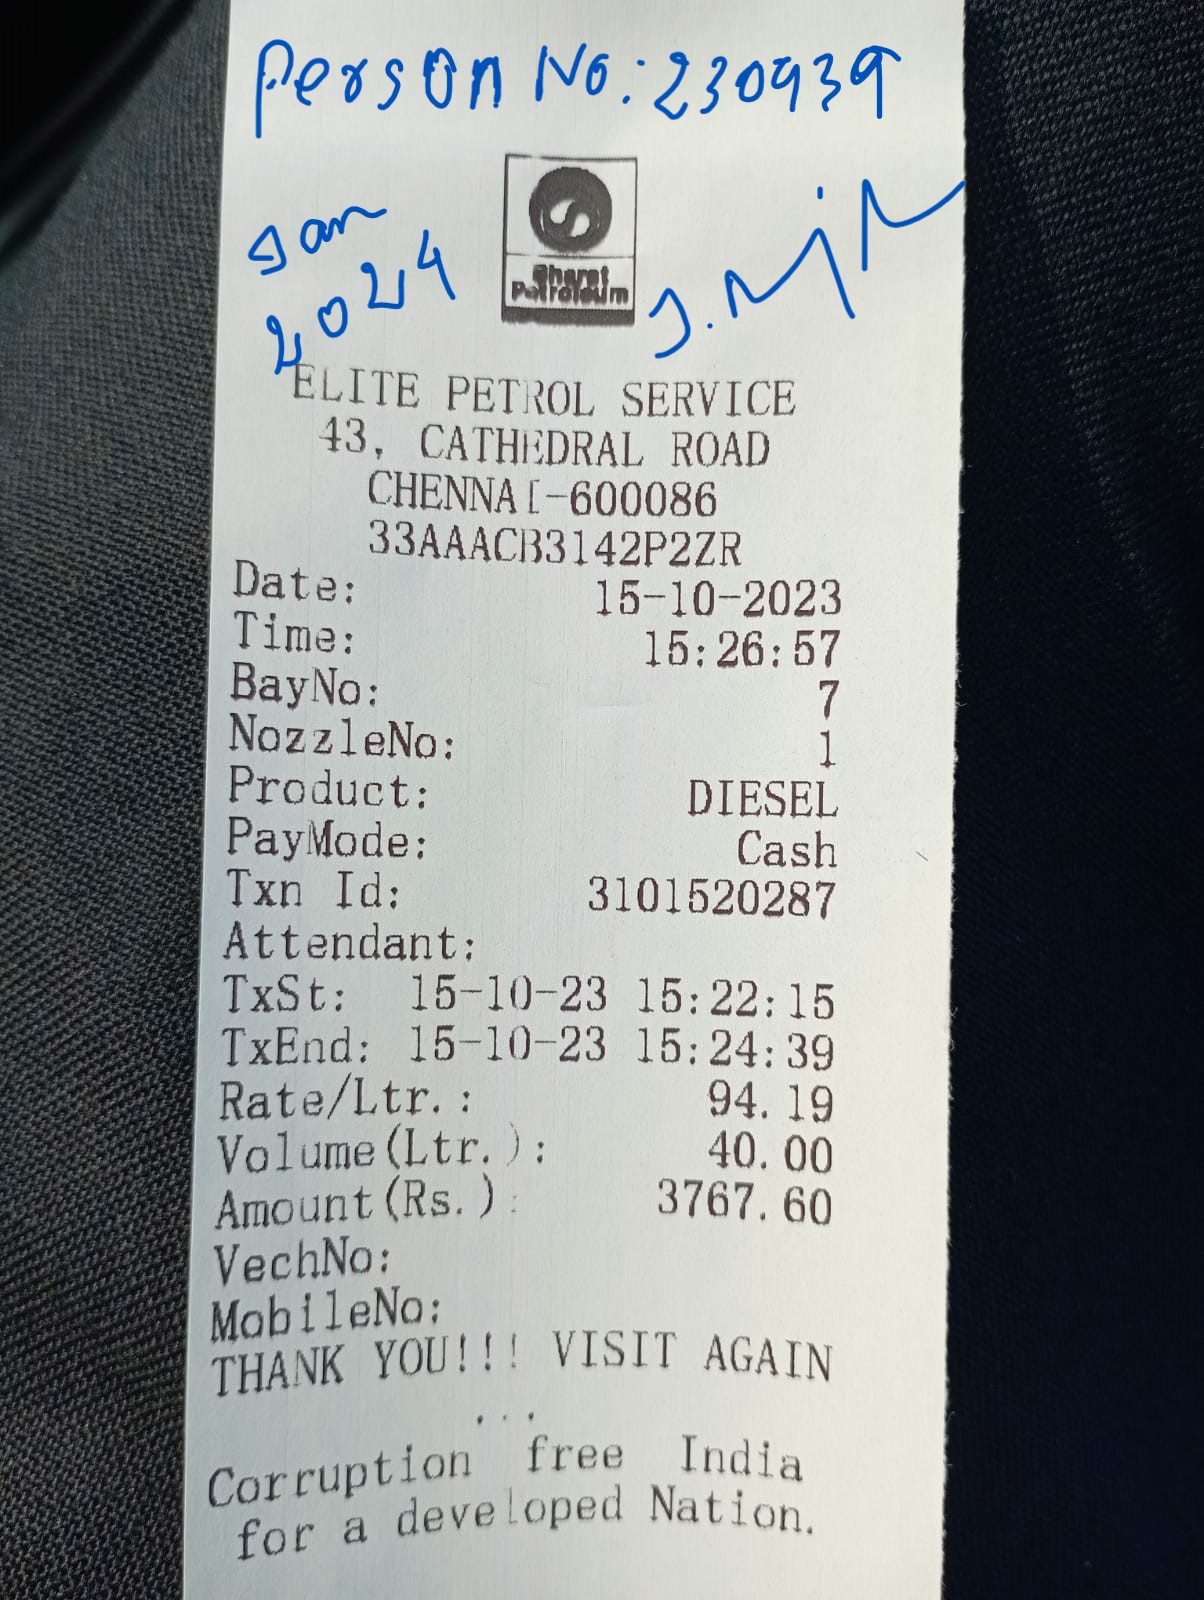 Person No: 230939
Jan
2024
Bharat
Petroleum
ELITE PETROL SERVICE
43, CATHEDRAL ROAD
CHENNAI-600086
33AAACB3142P2ZR
Date: 15-10-2023
Time: 15:26:57
BayNo: 7
NozzleNo: 1
Product: DIESEL
PayMode: Cash
Txn Id: 3101520287
Attendant:
TxSt: 15-10-23 15:22:15
TxEnd: 15-10-23 15:24:39
Rate/Ltr.: 94.19
Volume(Ltr.): 40.00
Amount(Rs.): 3767.60
VechNo:
MobileNo:
THANK YOU!!! VISIT AGAIN
...
Corruption free India
for a developed Nation.